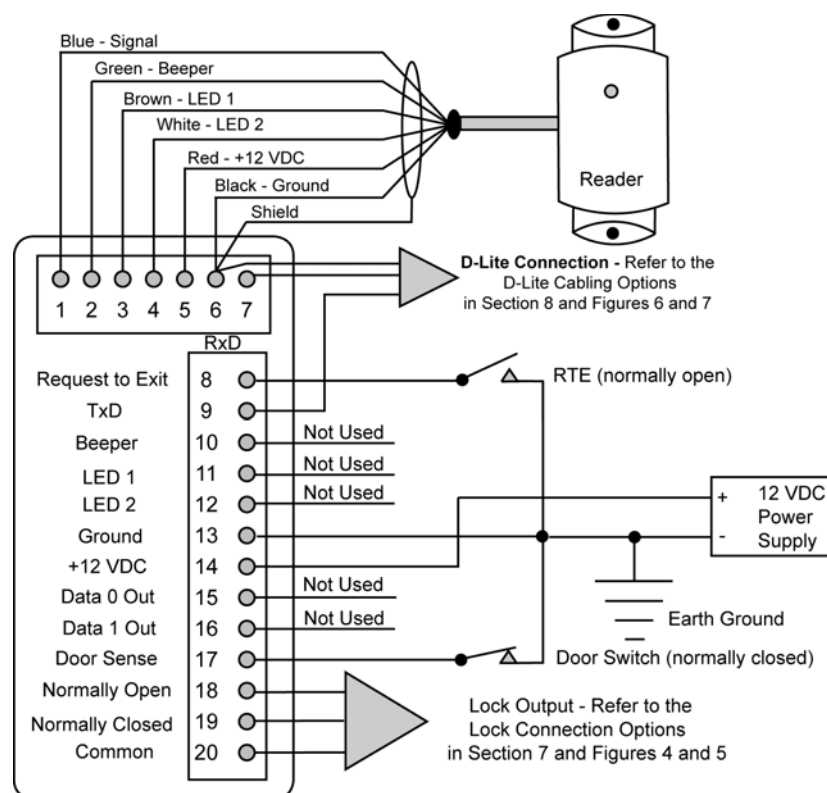 Blue - Signal
Green - Beeper
Brown - LED 1
White - LED 2
Red - +12 VDC
Black - Ground
Shield
Reader
D-Lite Connection - Refer to the
D-Lite Cabling Options
in Section 8 and Figures 6 and 7
1 2 3 4 5 6 7
RxD
Request to Exit 8
RTE (normally open)
TxD 9
Beeper 10 Not Used
LED 1 11 Not Used
LED 2 12 Not Used
Ground 13
+12 VDC 14
+ 12 VDC
Power
- Supply
Data 0 Out 15 Not Used
Data 1 Out 16 Not Used
Earth Ground
Door Sense 17
Door Switch (normally closed)
Normally Open 18
Normally Closed 19
Common 20
Lock Output - Refer to the
Lock Connection Options
in Section 7 and Figures 4 and 5